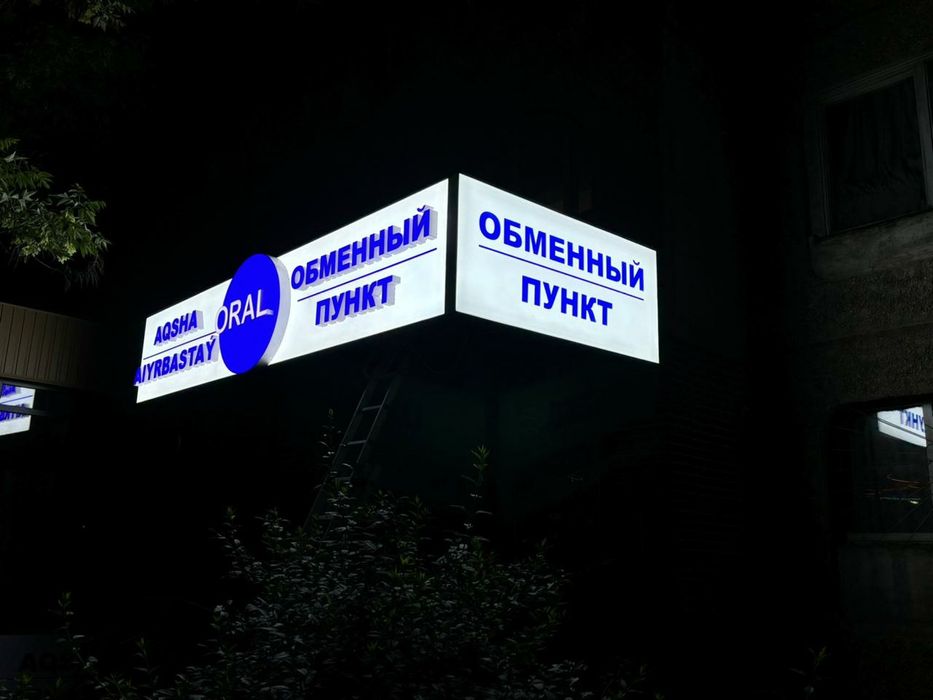 AQSHA
AIYRBASTAÝ
ORAL
ОБМЕННЫЙ
ПУНКТ
ОБМЕННЫЙ
ПУНКТ